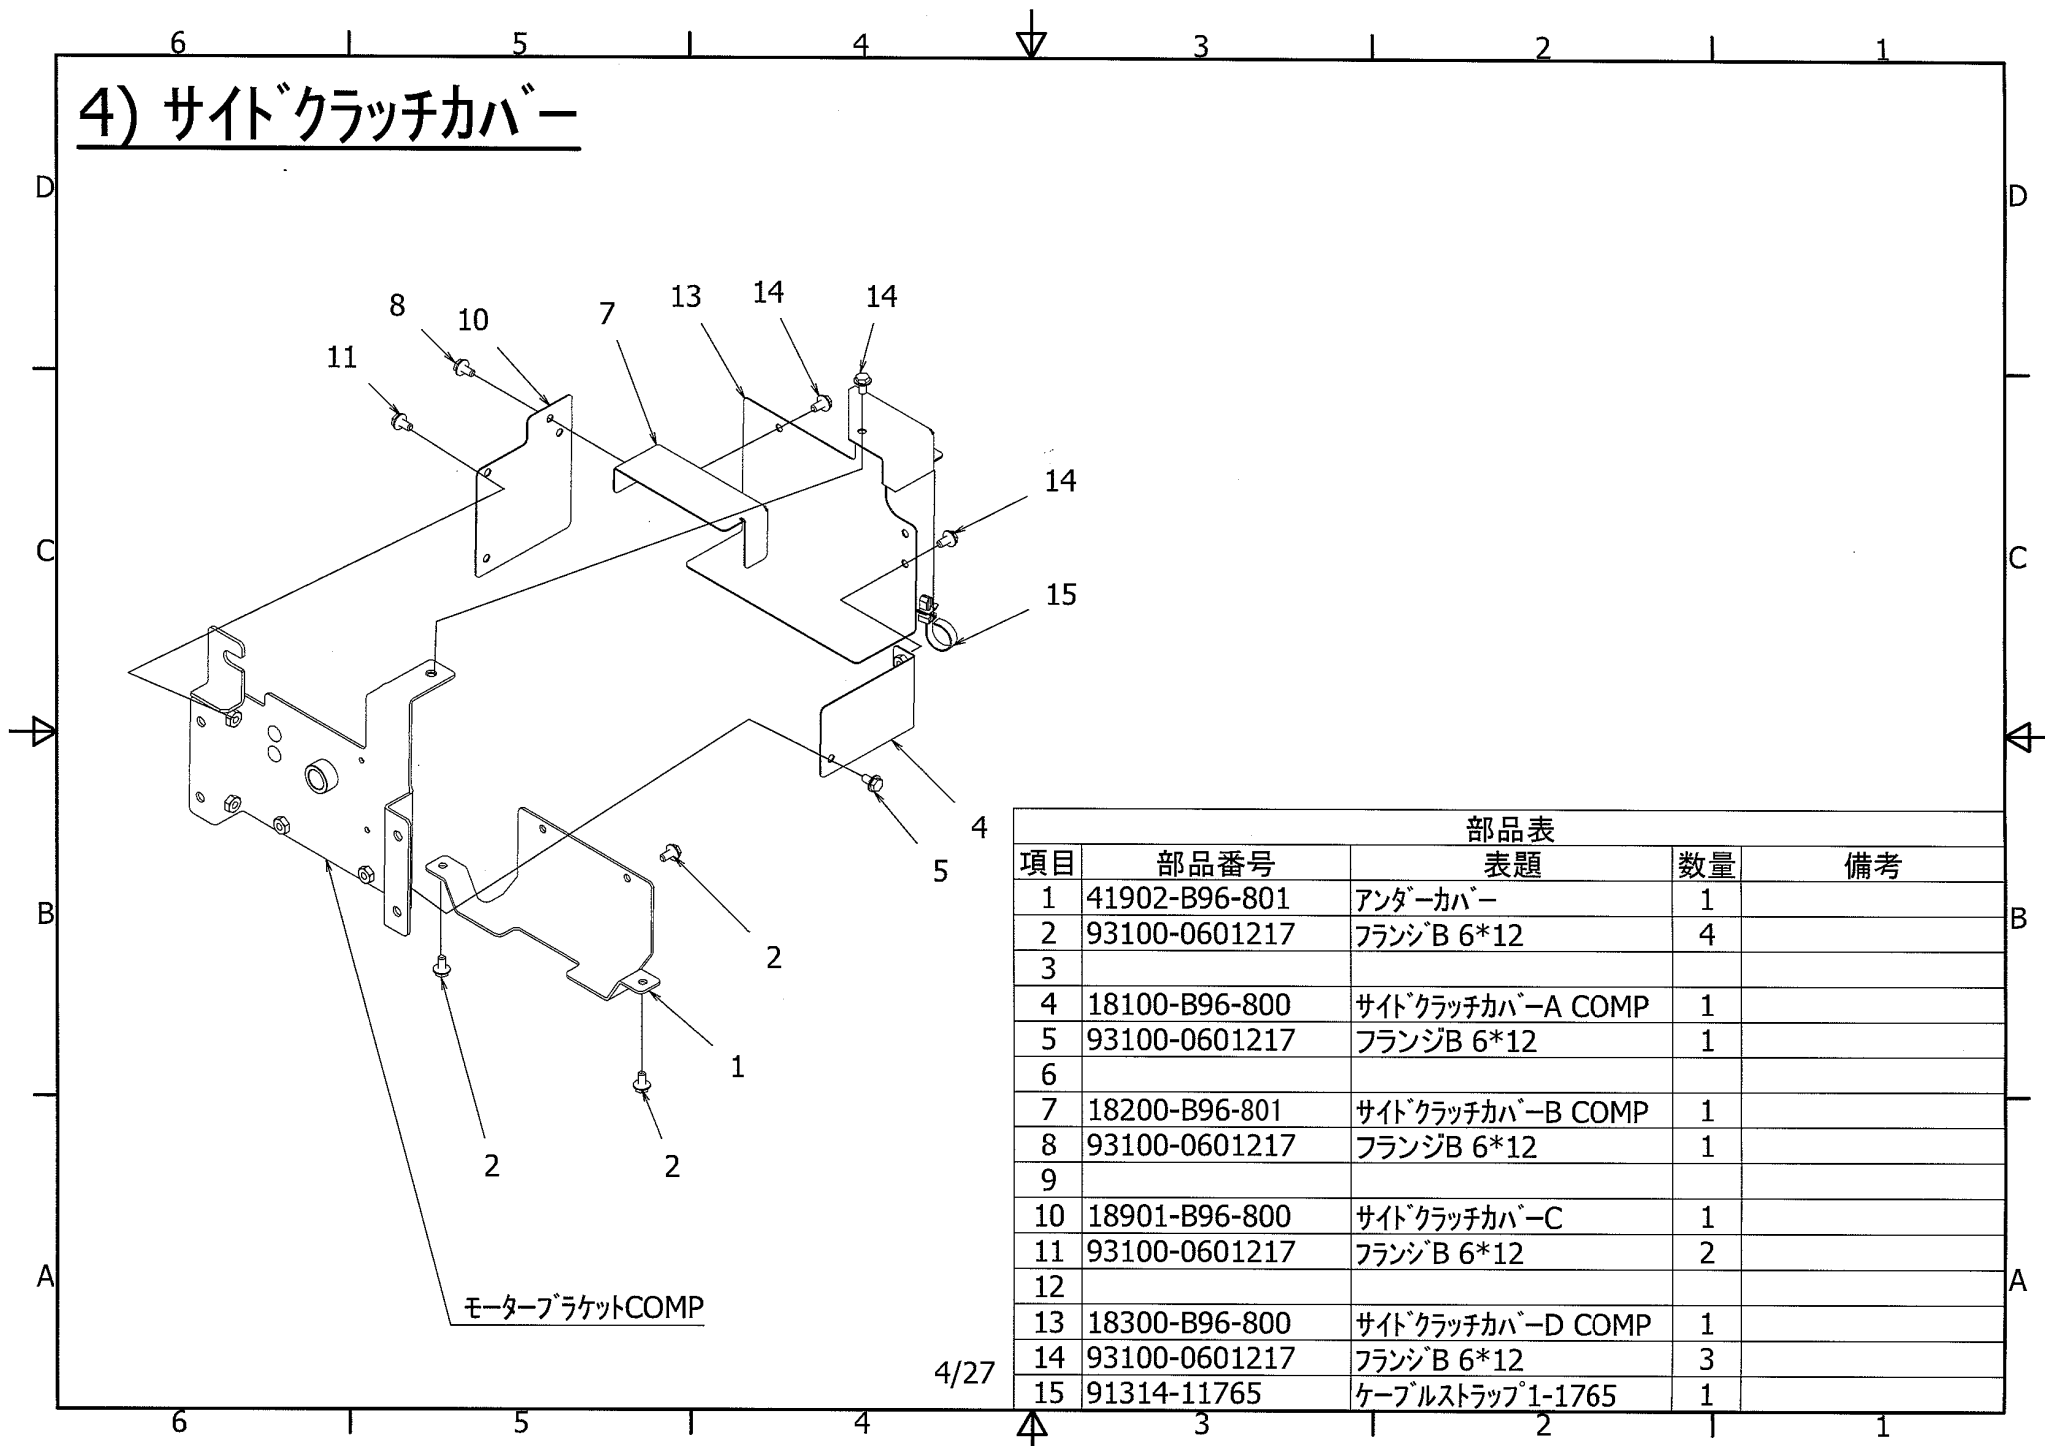 6 5 4 3 2 1
4) サイドクラッチカバー
D D
8 10 7 13 14 14
11
14
C C
15
4
5
2
B B
1
2 2
A A
モーターブラケットCOMP
4/27
部品表
項目 部品番号 表題 数量 備考
1 41902-B96-801 アンダーカバー 1
2 93100-0601217 フランジB 6*12 4
3
4 18100-B96-800 サイドクラッチカバーA COMP 1
5 93100-0601217 フランジB 6*12 1
6
7 18200-B96-801 サイドクラッチカバーB COMP 1
8 93100-0601217 フランジB 6*12 1
9
10 18901-B96-800 サイドクラッチカバーC 1
11 93100-0601217 フランジB 6*12 2
12
13 18300-B96-800 サイドクラッチカバーD COMP 1
14 93100-0601217 フランジB 6*12 3
15 91314-11765 ケーブルストラップ1-1765 1
6 5 4 3 2 1